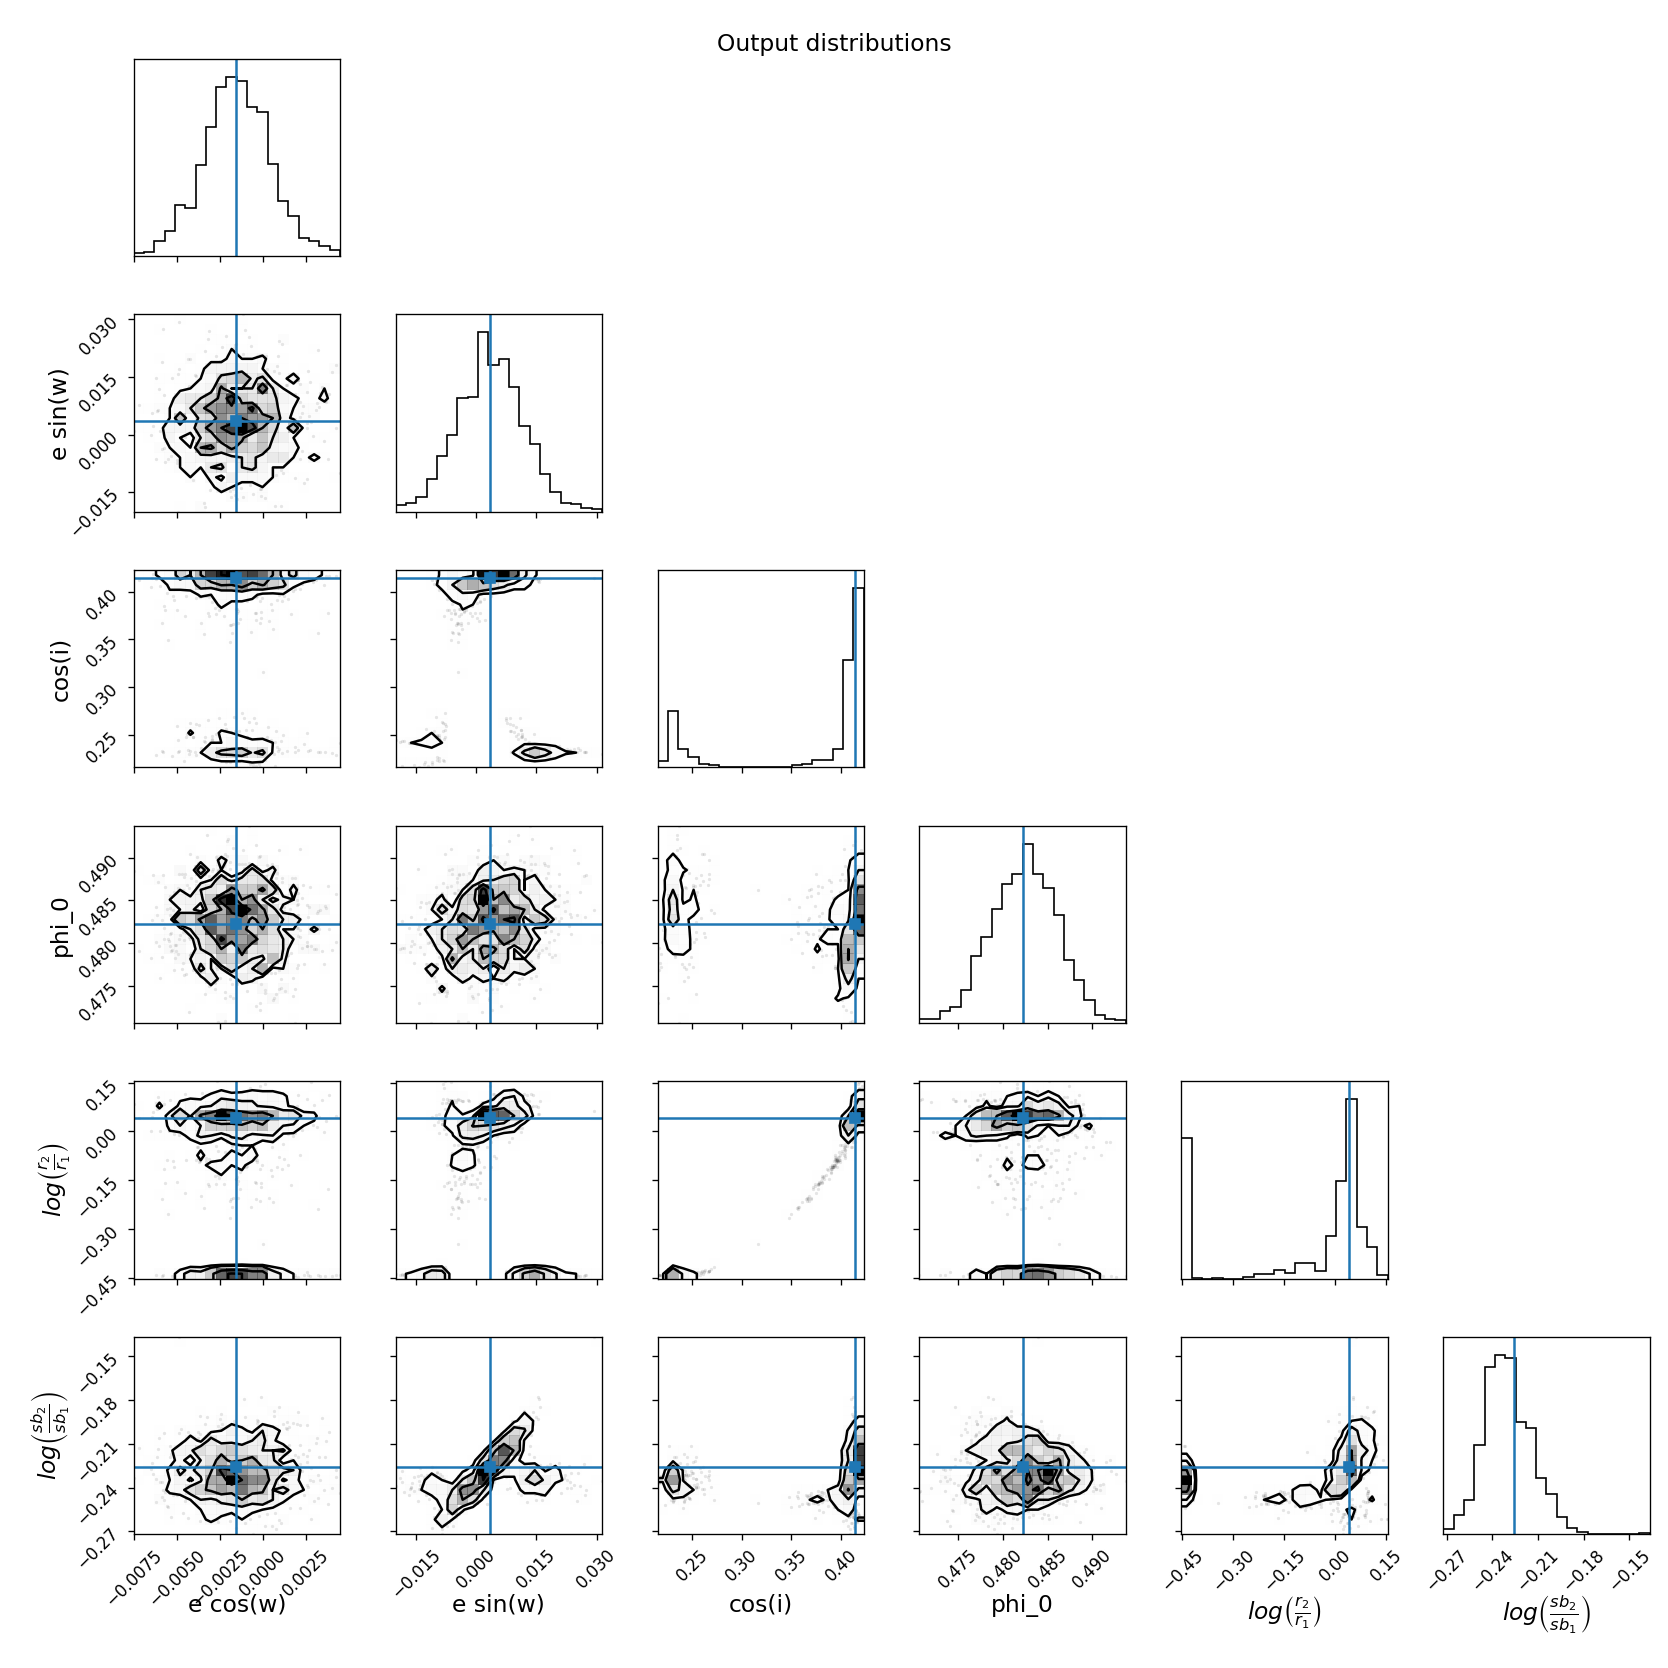 Output distributions
0.030
0.015
0.000
−0.015
e sin(w)
0.40
0.35
0.30
0.25
cos(i)
0.490
0.485
0.480
0.475
phi_0
0.15
0.00
−0.15
−0.30
−0.45
log(r₂/r₁)
−0.15
−0.18
−0.21
−0.24
−0.27
log(sb₂/sb₁)
−0.0075 −0.0050 −0.0025 −0.0000 −0.0025
−0.015 0.000 0.015 0.030
0.25 0.30 0.35 0.40
0.475 0.480 0.485 0.490
−0.45 −0.30 −0.15 0.00 0.15
−0.27 −0.24 −0.21 −0.18 −0.15
e cos(w) e sin(w) cos(i) phi_0 log(r₂/r₁) log(sb₂/sb₁)